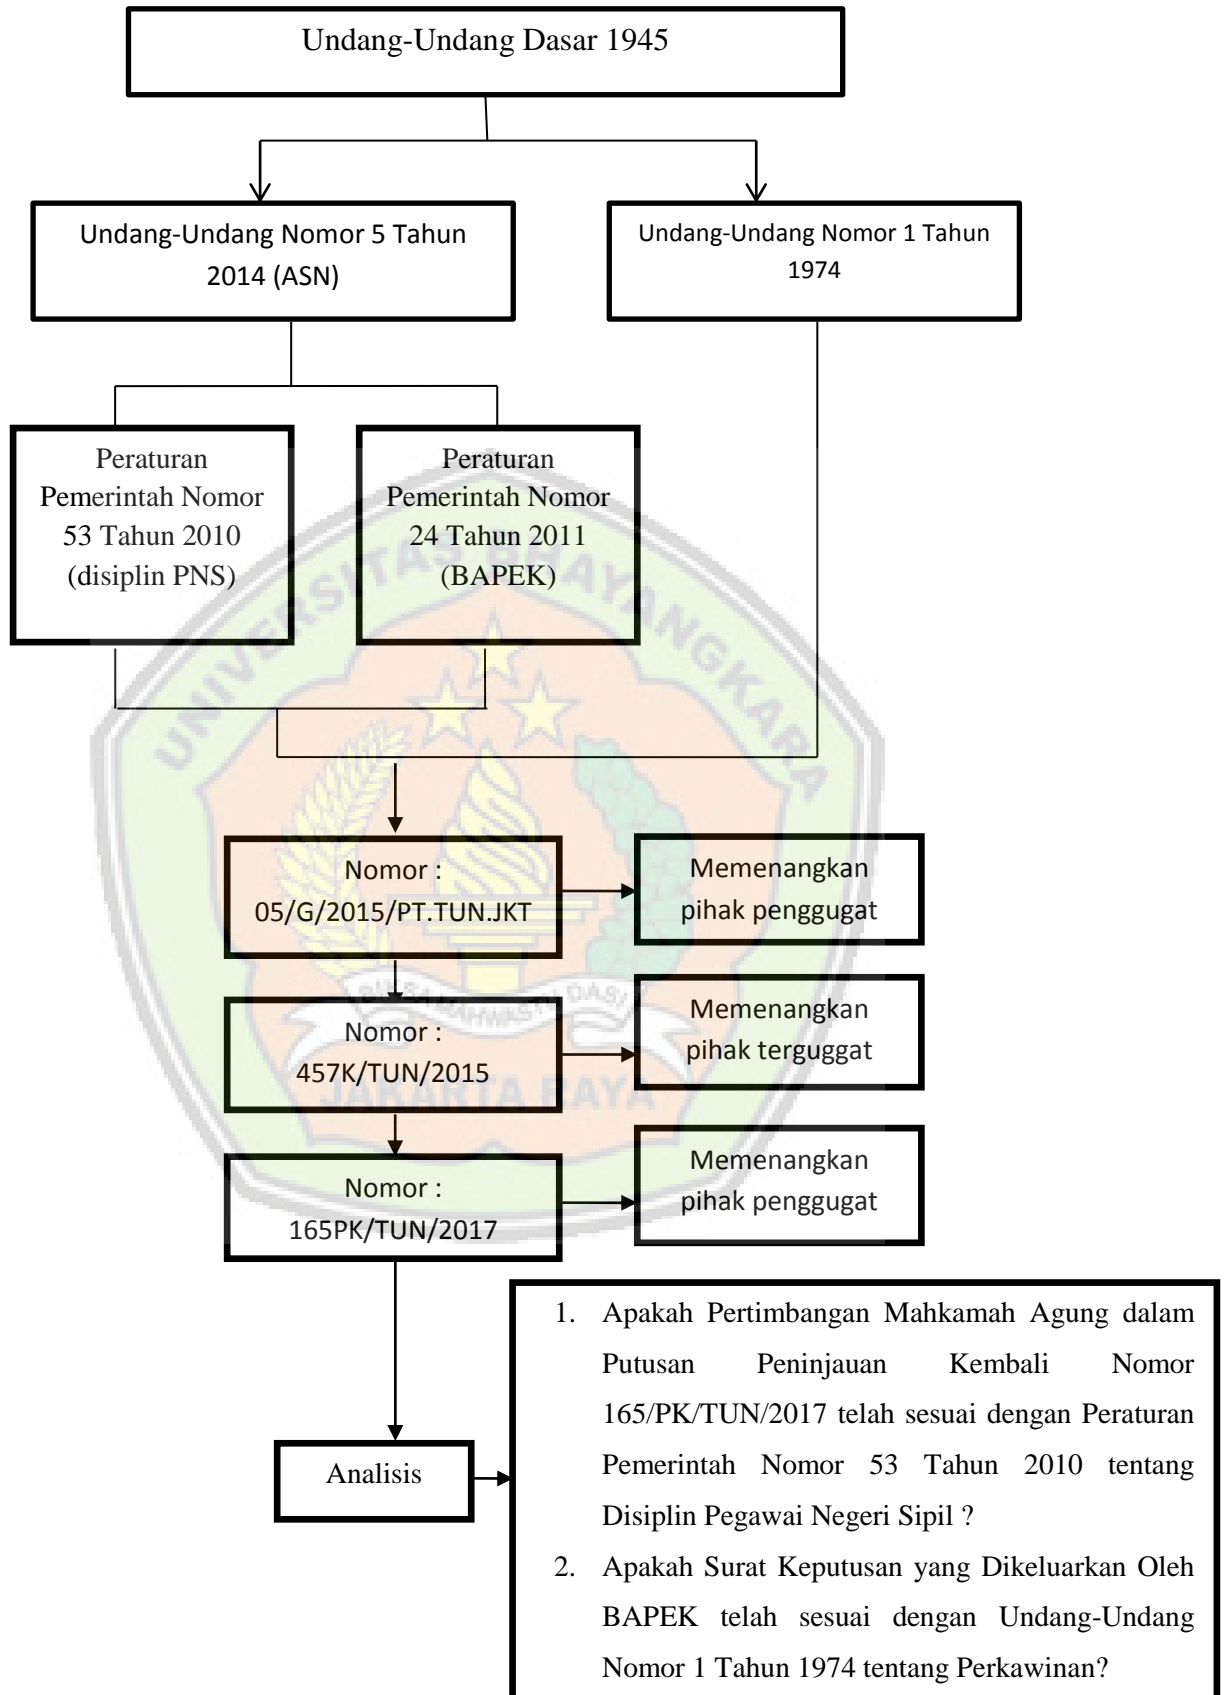 Undang-Undang Dasar 1945
Undang-Undang Nomor 5 Tahun
2014 (ASN)
Undang-Undang Nomor 1 Tahun
1974
Peraturan
Pemerintah Nomor
53 Tahun 2010
(disiplin PNS)
Peraturan
Pemerintah Nomor
24 Tahun 2011
(BAPEK)
UNIVERSITAS BHAYANGKARA
Nomor :
05/G/2015/PT.TUN.JKT
Memenangkan
pihak penggugat
Nomor :
457K/TUN/2015
Memenangkan
pihak terguggat
JAKARTA RAYA
Nomor :
165PK/TUN/2017
Memenangkan
pihak penggugat
Analisis
1. Apakah Pertimbangan Mahkamah Agung dalam
Putusan Peninjauan Kembali Nomor
165/PK/TUN/2017 telah sesuai dengan Peraturan
Pemerintah Nomor 53 Tahun 2010 tentang
Disiplin Pegawai Negeri Sipil ?
2. Apakah Surat Keputusan yang Dikeluarkan Oleh
BAPEK telah sesuai dengan Undang-Undang
Nomor 1 Tahun 1974 tentang Perkawinan?